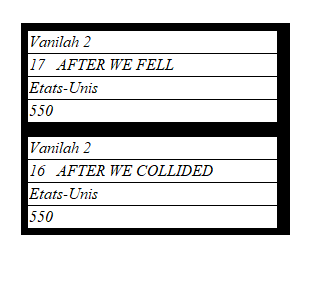 Vanilah 2
17 AFTER WE FELL
Etats-Unis
550
Vanilah 2
16 AFTER WE COLLIDED
Etats-Unis
550